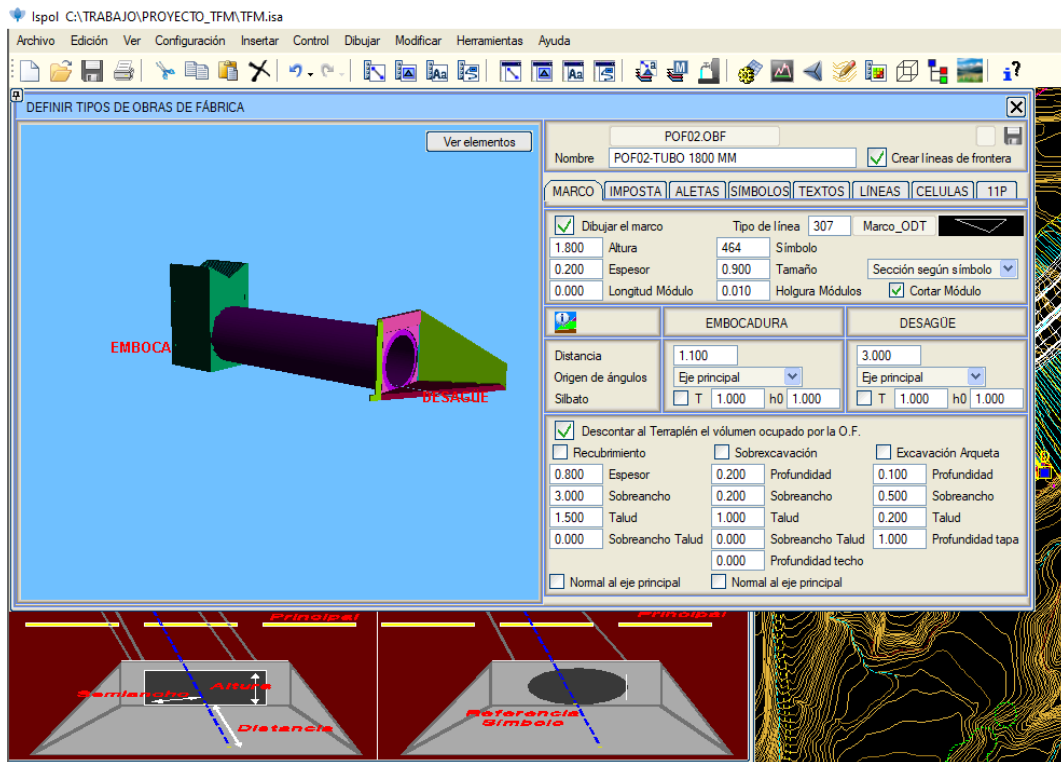 Ispol C:\TRABAJO\PROYECTO_TFM\TFM.isa
Archivo Edición Ver Configuración Insertar Control Dibujar Modificar Herramientas Ayuda
DEFINIR TIPOS DE OBRAS DE FÁBRICA
Ver elementos
EMBOCA
DESAGÜE
POF02.OBF
Nombre POF02-TUBO 1800 MM Crear líneas de frontera
MARCO IMPOSTA ALETAS SÍMBOLOS TEXTOS LÍNEAS CELULAS 11P
Dibujar el marco Tipo de línea 307 Marco_ODT
1.800 Altura 464 Símbolo
0.200 Espesor 0.900 Tamaño Sección según símbolo
0.000 Longitud Módulo 0.010 Holgura Módulos Cortar Módulo
EMBOCADURA DESAGÜE
Distancia 1.100 3.000
Origen de ángulos Eje principal Eje principal
Silbato T 1.000 h0 1.000 T 1.000 h0 1.000
Descontar al Terraplén el vólumen ocupado por la O.F.
Recubrimiento Sobrexcavación Excavación Arqueta
0.800 Espesor 0.200 Profundidad 0.100 Profundidad
3.000 Sobreancho 0.200 Sobreancho 0.500 Sobreancho
1.500 Talud 1.000 Talud 0.200 Talud
0.000 Sobreancho Talud 0.000 Sobreancho Talud 1.000 Profundidad tapa
0.000 Profundidad techo
Normal al eje principal Normal al eje principal
Principal Principal
Semiancho Altura
Distancia
Referencia
Símbolo